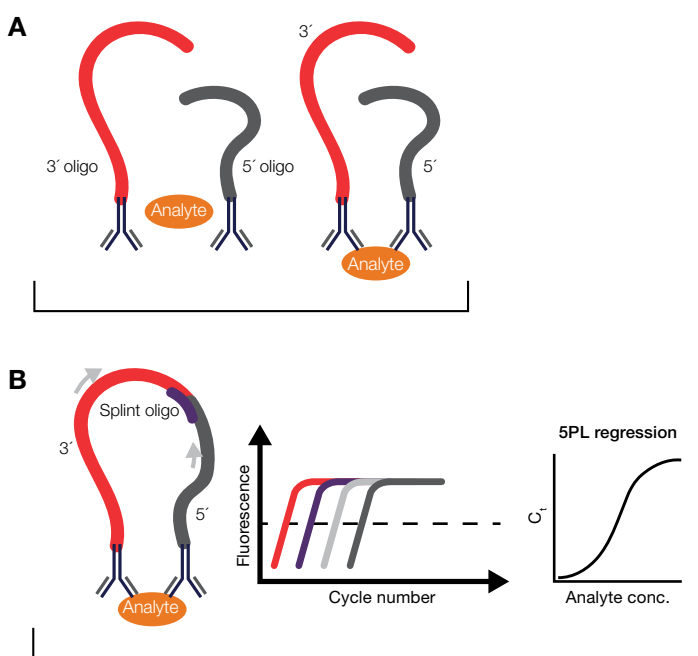 A
3´
3´ oligo
5´ oligo
5´
Analyte
Analyte
B
Splint oligo
3´
5´
Analyte
Fluorescence
Cycle number
5PL regression
Ct
Analyte conc.